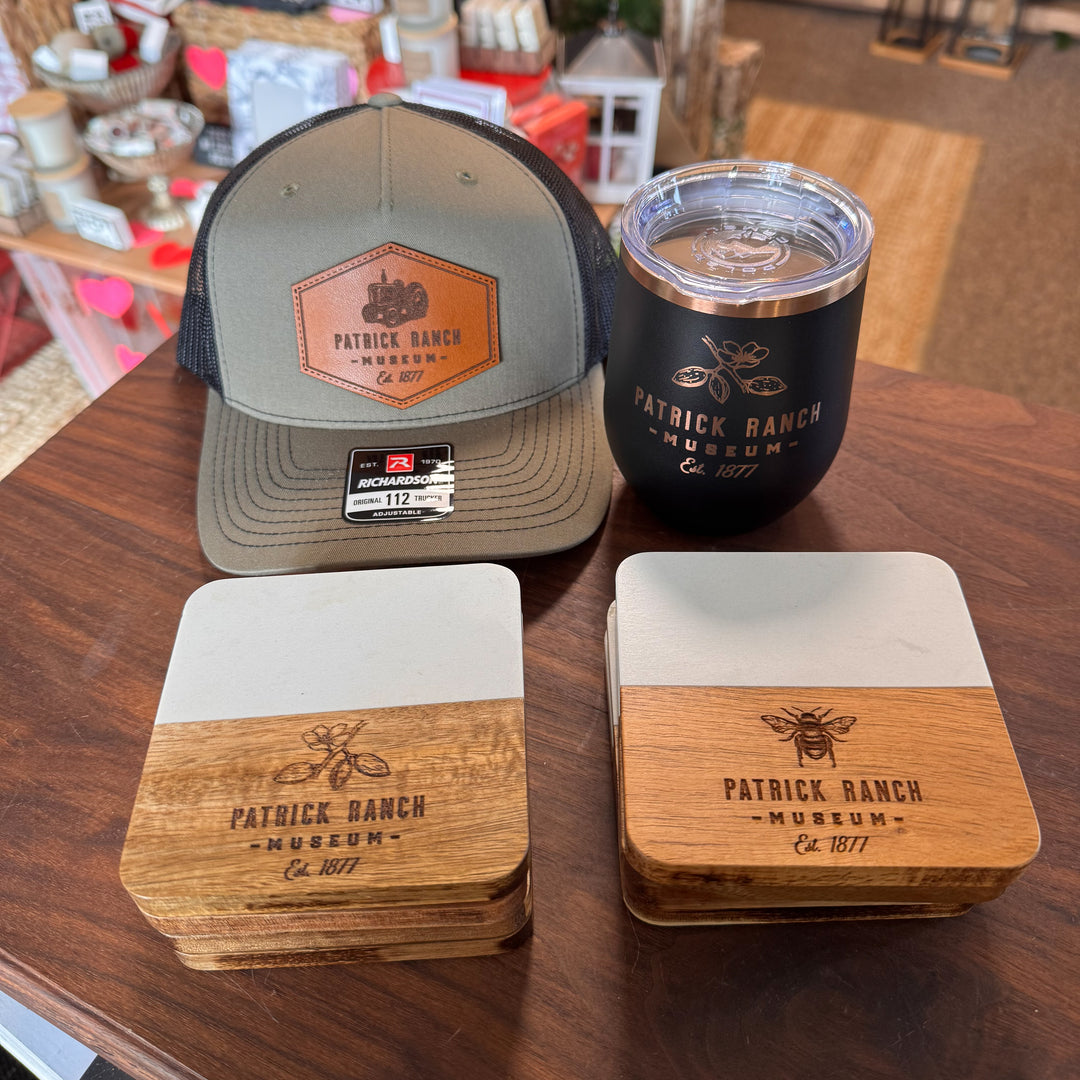 PATRICK RANCH
-MUSEUM-
Est. 1877
EST. R 1970
RICHARDSON
ORIGINAL 112 TRUCKER
ADJUSTABLE
PATRICK RANCH
-MUSEUM-
Est. 1877
PATRICK RANCH
-MUSEUM-
Est. 1877
PATRICK RANCH
-MUSEUM-
Est. 1877